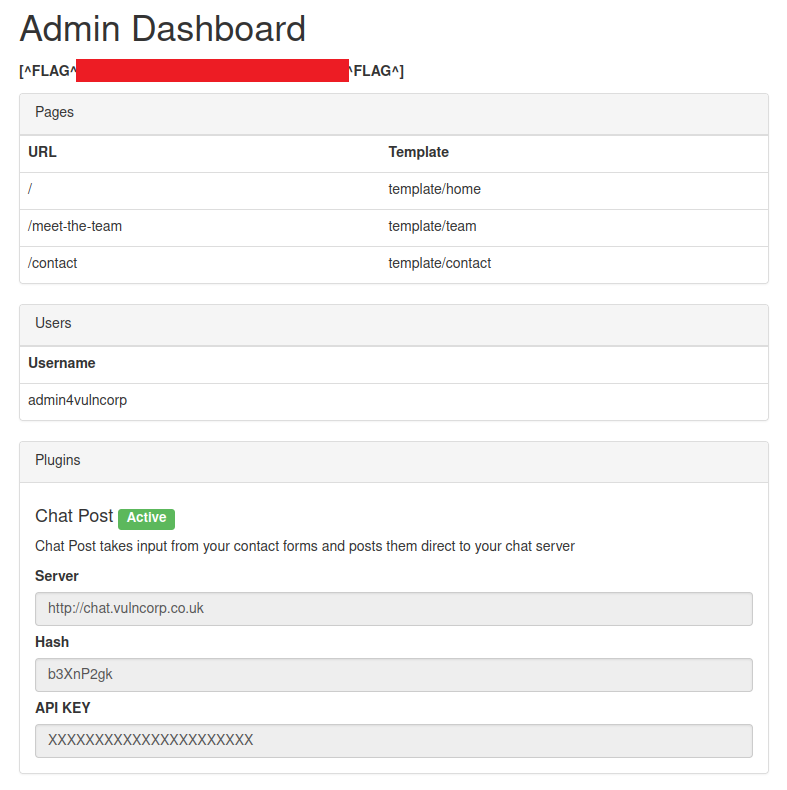 Admin Dashboard
[^FLAG^ ^FLAG^]
Pages
URL Template
/ template/home
/meet-the-team template/team
/contact template/contact
Users
Username
admin4vulncorp
Plugins
Chat Post Active
Chat Post takes input from your contact forms and posts them direct to your chat server
Server
http://chat.vulncorp.co.uk
Hash
b3XnP2gk
API KEY
XXXXXXXXXXXXXXXXXXXXXX